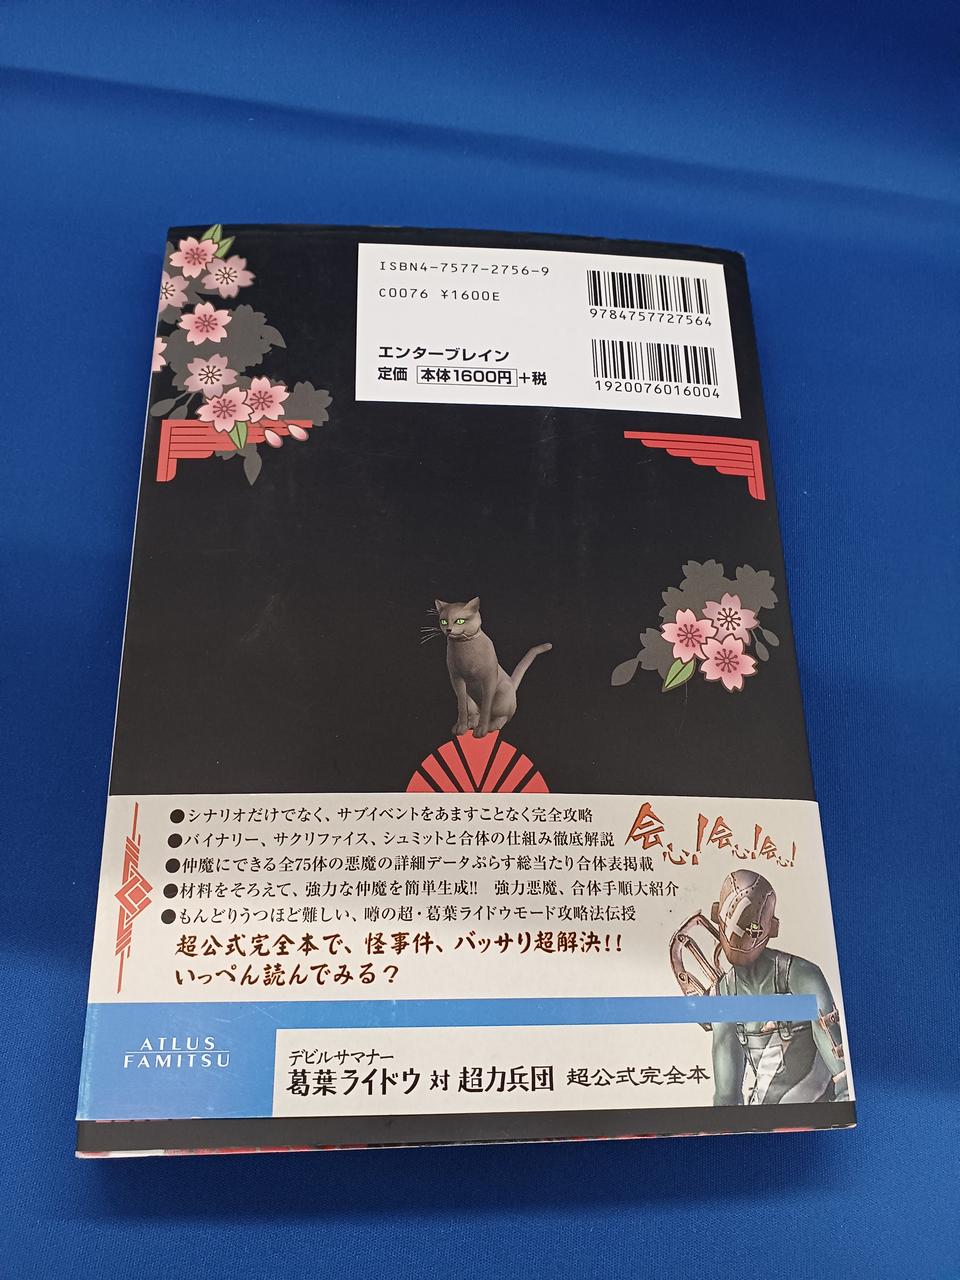 ISBN4-7577-2756-9
C0076 ¥1600E
9784757727564
エンターブレイン
定価 本体1600円+税
1920076016004
●シナリオだけでなく、サブイベントをあますことなく完全攻略
●バイナリー、サクリファイス、シュミットと合体の仕組み徹底解説
●仲魔にできる全75体の悪魔の詳細データぷらす総当たり合体表掲載
●材料をそろえて、強力な仲魔を簡単生成!! 強力悪魔、合体手順大紹介
●もんどりうつほど難しい、噂の超・葛葉ライドウモード攻略法伝授
会心!会心!会心!
超公式完全本で、怪事件、バッサリ超解決!!
いっぺん読んでみる?
ATLUS
FAMITSU
デビルサマナー
葛葉ライドウ 対 超力兵団 超公式完全本